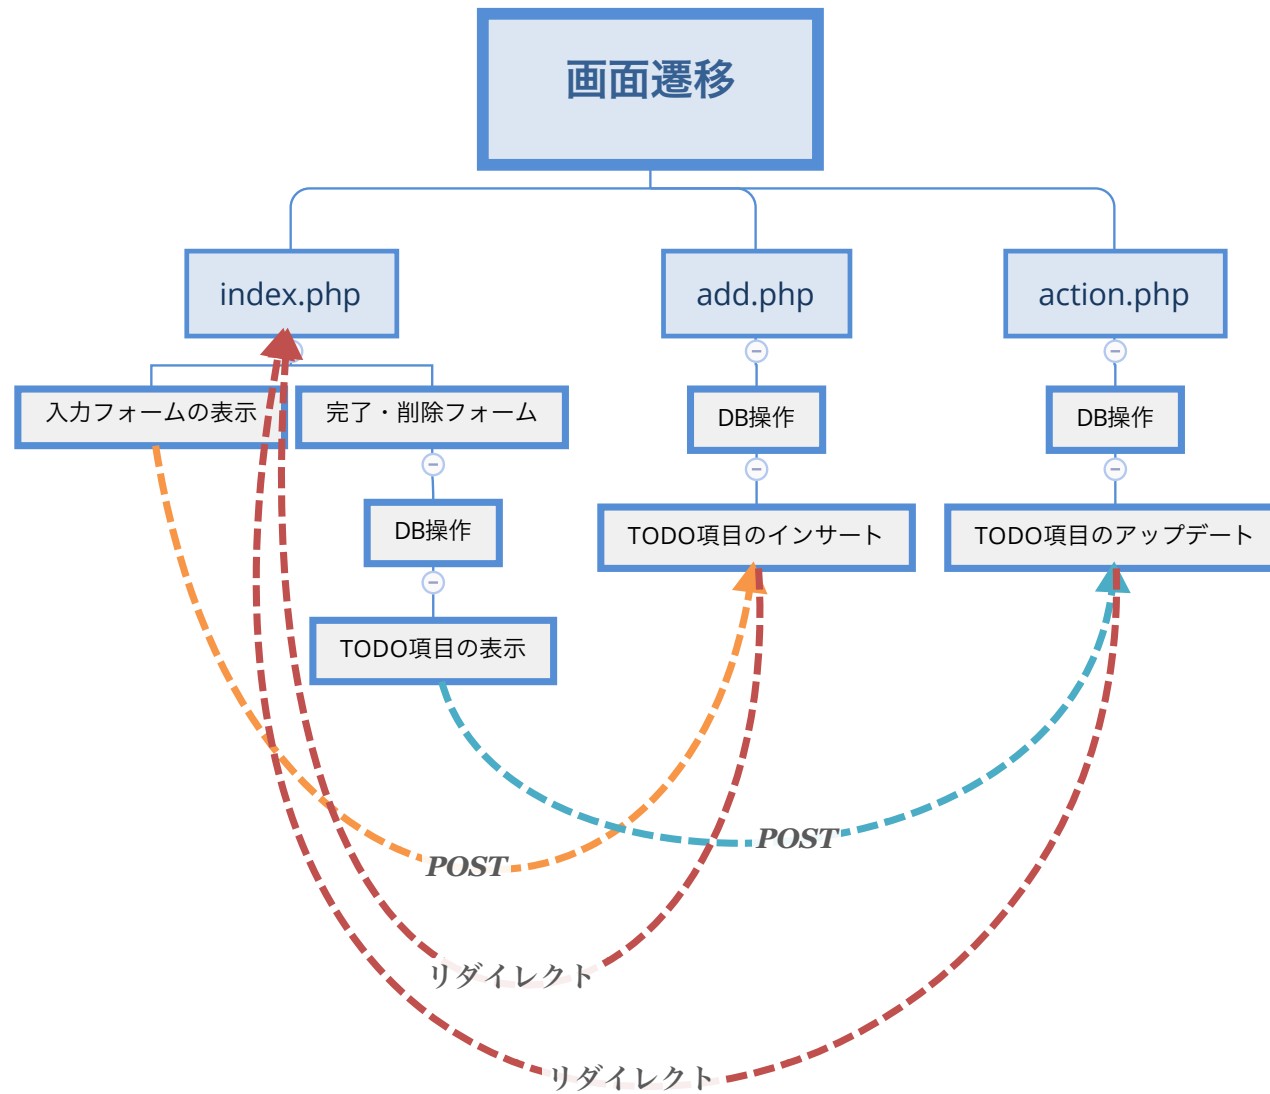 画面遷移
index.php
add.php
action.php
入力フォームの表示
完了・削除フォーム
DB操作
DB操作
DB操作
TODO項目のインサート
TODO項目のアップデート
TODO項目の表示
POST
POST
リダイレクト
リダイレクト